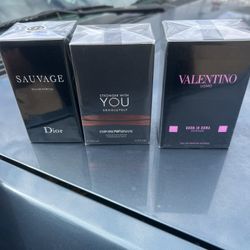 SAUVAGE
Dior
STRONGER WITH
YOU
ABSOLUTELY
EMPORIO ARMANI
VALENTINO
UOMO
BORN IN ROMA